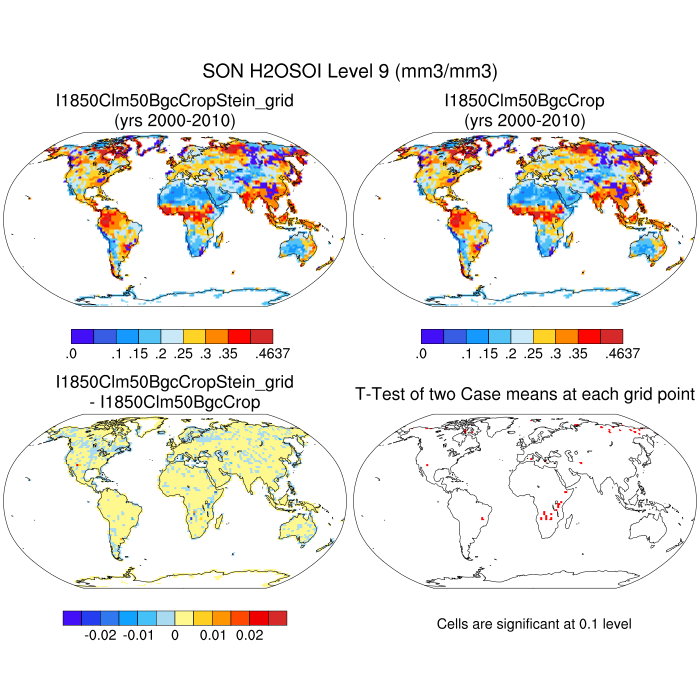 SON H2OSOI Level 9 (mm3/mm3)
I1850Clm50BgcCropStein_grid
(yrs 2000-2010)
I1850Clm50BgcCrop
(yrs 2000-2010)
.0 .1 .15 .2 .25 .3 .35 .4637
.0 .1 .15 .2 .25 .3 .35 .4637
I1850Clm50BgcCropStein_grid
- I1850Clm50BgcCrop
T-Test of two Case means at each grid point
-0.02 -0.01 0 0.01 0.02
Cells are significant at 0.1 level